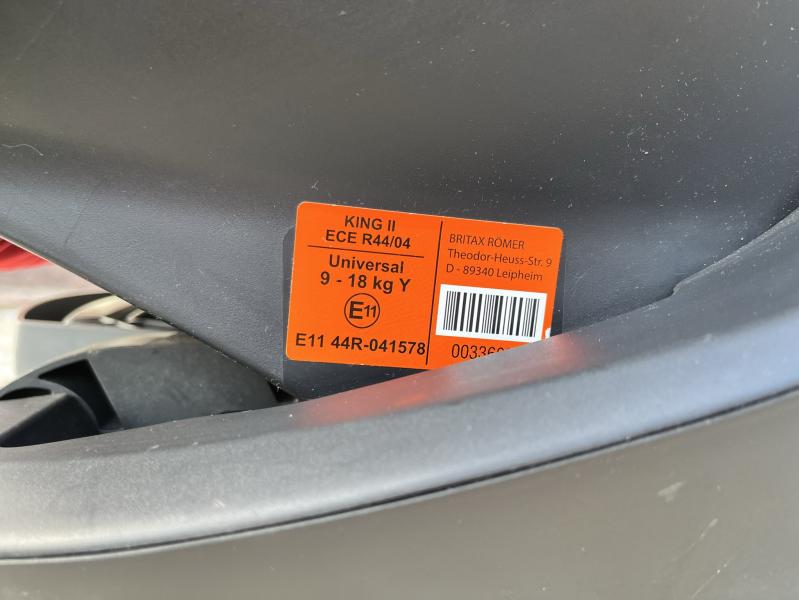 KING II
ECE R44/04
Universal
9 - 18 kg Y
E11
E11 44R-041578
BRITAX RÖMER
Theodor-Heuss-Str. 9
D - 89340 Leipheim